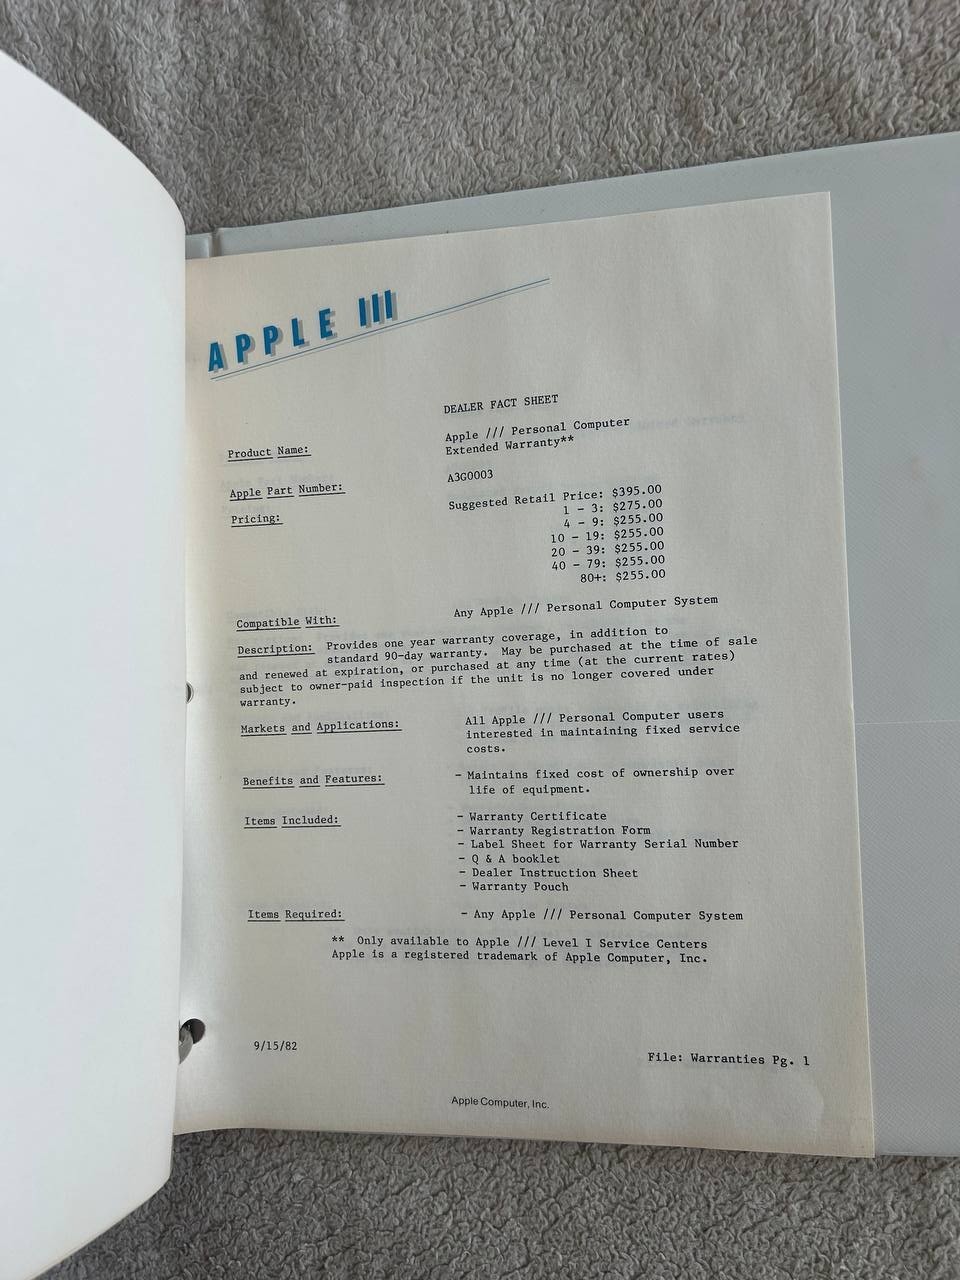 APPLE III
DEALER FACT SHEET
Product Name: Apple /// Personal Computer
Extended Warranty**
Apple Part Number: A3G0003
Pricing: Suggested Retail Price: $395.00
1 - 3: $275.00
4 - 9: $255.00
10 - 19: $255.00
20 - 39: $255.00
40 - 79: $255.00
80+: $255.00
Compatible With: Any Apple /// Personal Computer System
Description: Provides one year warranty coverage, in addition to
standard 90-day warranty. May be purchased at the time of sale
and renewed at expiration, or purchased at any time (at the current rates)
subject to owner-paid inspection if the unit is no longer covered under
warranty.
Markets and Applications: All Apple /// Personal Computer users
interested in maintaining fixed service
costs.
Benefits and Features: - Maintains fixed cost of ownership over
life of equipment.
Items Included: - Warranty Certificate
- Warranty Registration Form
- Label Sheet for Warranty Serial Number
- Q & A booklet
- Dealer Instruction Sheet
- Warranty Pouch
Items Required: - Any Apple /// Personal Computer System
** Only available to Apple /// Level I Service Centers
Apple is a registered trademark of Apple Computer, Inc.
9/15/82
File: Warranties Pg. 1
Apple Computer, Inc.